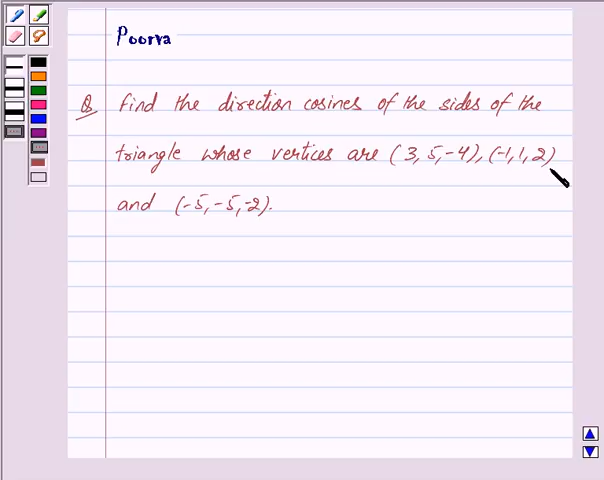 Poorva
Q Find the direction cosines of the sides of the
triangle whose vertices are (3, 5, -4), (-1, 1, 2)
and (-5, -5, -2).